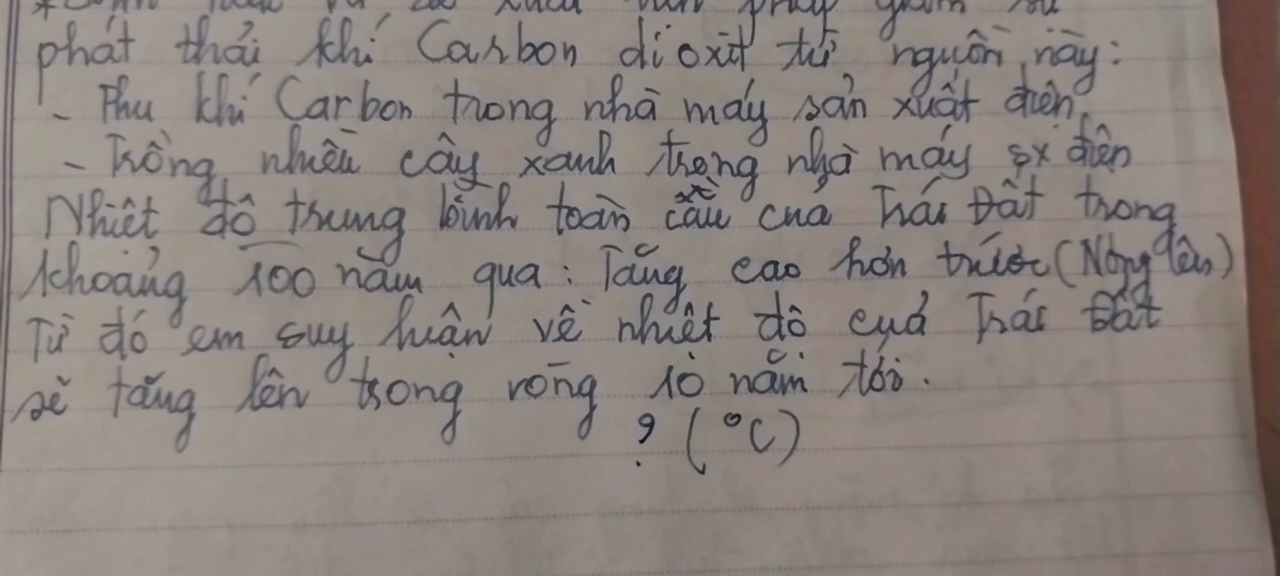 phát thải khí Carbon dioxit từ nguồn này:
- Thu khí Carbon trong nhà máy sản xuất điện
- Trồng nhiều cây xanh trong nhà máy sx điện
Nhiệt độ trung bình toàn cầu của Trái Đất trong
khoảng 100 năm qua: Tăng cao hơn trước (Nóng lên)
Từ đó em suy luận về nhiệt độ của Trái Đất
sẽ tăng lên trong vòng 10 năm tới.
? (°C)